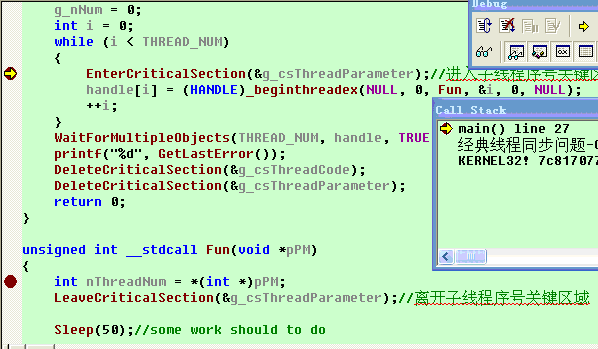 g_nNum = 0;
int i = 0;
while (i < THREAD_NUM)
{
EnterCriticalSection(&g_csThreadParameter);//进入子线程序号关键区
handle[i] = (HANDLE)_beginthreadex(NULL, 0, Fun, &i, 0, NULL);
++i;
}
WaitForMultipleObjects(THREAD_NUM, handle, TRUE
printf("%d", GetLastError());
DeleteCriticalSection(&g_csThreadCode);
DeleteCriticalSection(&g_csThreadParameter);
return 0;
}
unsigned int __stdcall Fun(void *pPM)
{
int nThreadNum = *(int *)pPM;
LeaveCriticalSection(&g_csThreadParameter);//离开子线程序号关键区域
Sleep(50);//some work should to do
Debug
Call Stack
main() line 27
经典线程同步问题-
KERNEL32! 7c817077